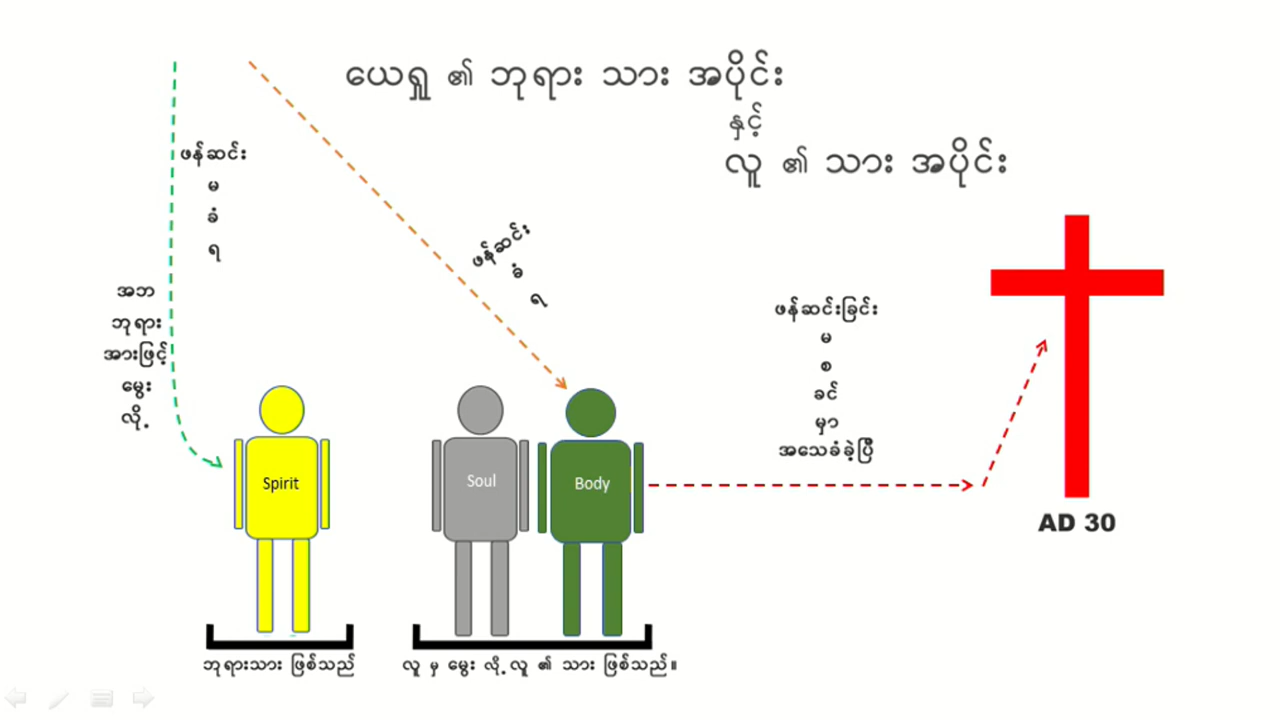 ယေရှု ၏ ဘုရား သား အပိုင်း
နှင့်
လူ ၏ သား အပိုင်း
ဖန်ဆင်း
မ
ခံ
ရ
အဘ
ဘုရား
အားဖြင့်
မွေး
လို့
ဖန်ဆင်း
ခံ
ရ
ဖန်ဆင်းခြင်း
မ
စ
ခင်
မှာ
အသေခံခဲ့ပြီ
Spirit
Soul
Body
AD 30
ဘုရားသား ဖြစ်သည်
လူ မှ မွေး လို့ လူ ၏ သား ဖြစ်သည်။